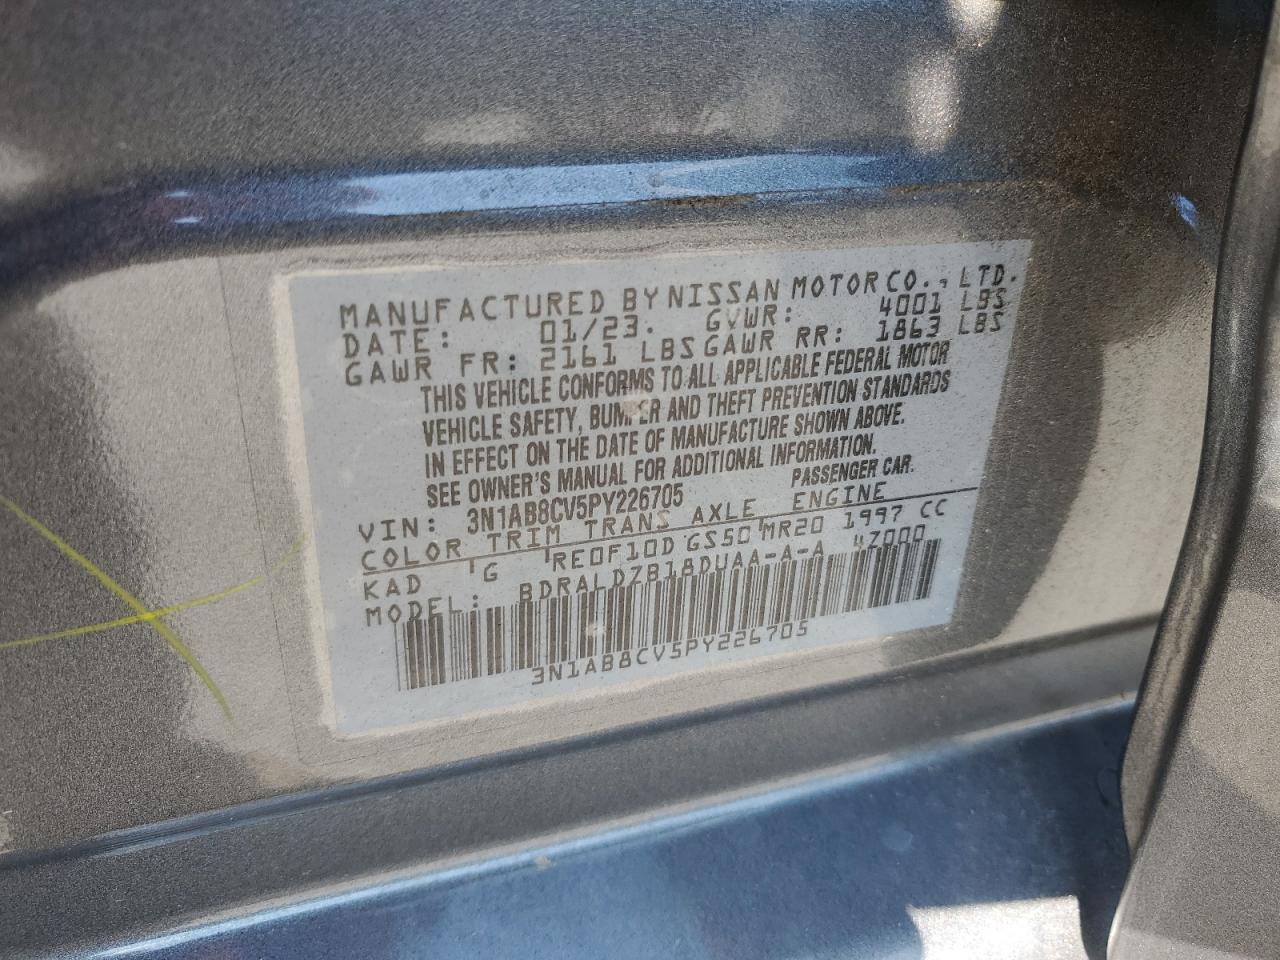 MANUFACTURED BY NISSAN MOTOR CO., LTD.
DATE: 01/23. GVWR: 4001 LBS
GAWR FR: 2161 LBS GAWR RR: 1863 LBS
THIS VEHICLE CONFORMS TO ALL APPLICABLE FEDERAL MOTOR
VEHICLE SAFETY, BUMPER AND THEFT PREVENTION STANDARDS
IN EFFECT ON THE DATE OF MANUFACTURE SHOWN ABOVE.
SEE OWNER'S MANUAL FOR ADDITIONAL INFORMATION.
VIN: 3N1AB8CV5PY226705 PASSENGER CAR.
COLOR TRIM TRANS AXLE ENGINE
KAD G RE0F10D GS50 MR20 1997 CC
MODEL: BDRALDZB18DUAA-A-A 4Z000
3N1AB8CV5PY226705